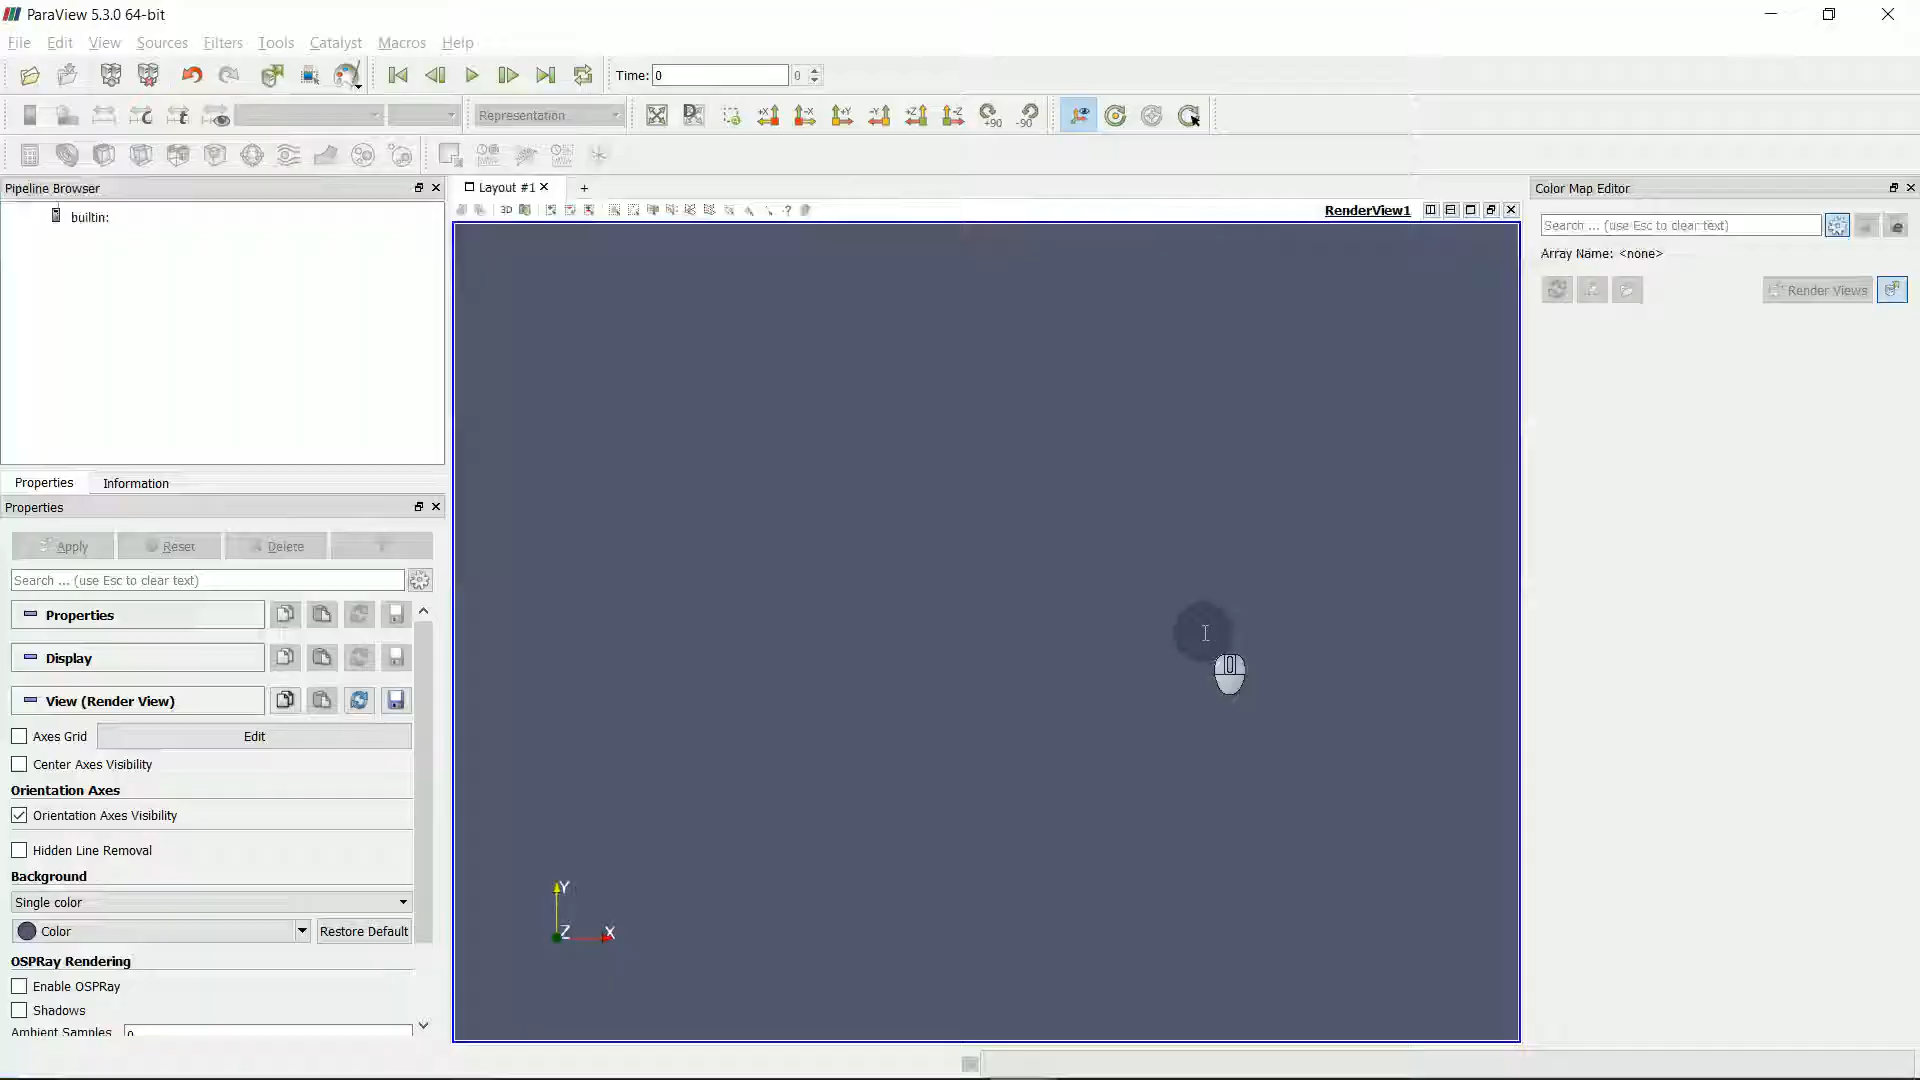 ParaView 5.3.0 64-bit
File Edit View Sources Filters Tools Catalyst Macros Help
Time: 0 0
Representation +X -X +Y -Y +Z -Z +90 -90
Pipeline Browser
builtin:
Layout #1
3D
RenderView1
Properties Information
Properties
Apply Reset Delete
Search ... (use Esc to clear text)
Properties
Display
View (Render View)
Axes Grid Edit
Center Axes Visibility
Orientation Axes
Orientation Axes Visibility
Hidden Line Removal
Background
Single color
Color Restore Default
OSPRay Rendering
Enable OSPRay
Shadows
Ambient Samples 0
Y
Z X
Color Map Editor
Search ... (use Esc to clear text)
Array Name: <none>
Render Views